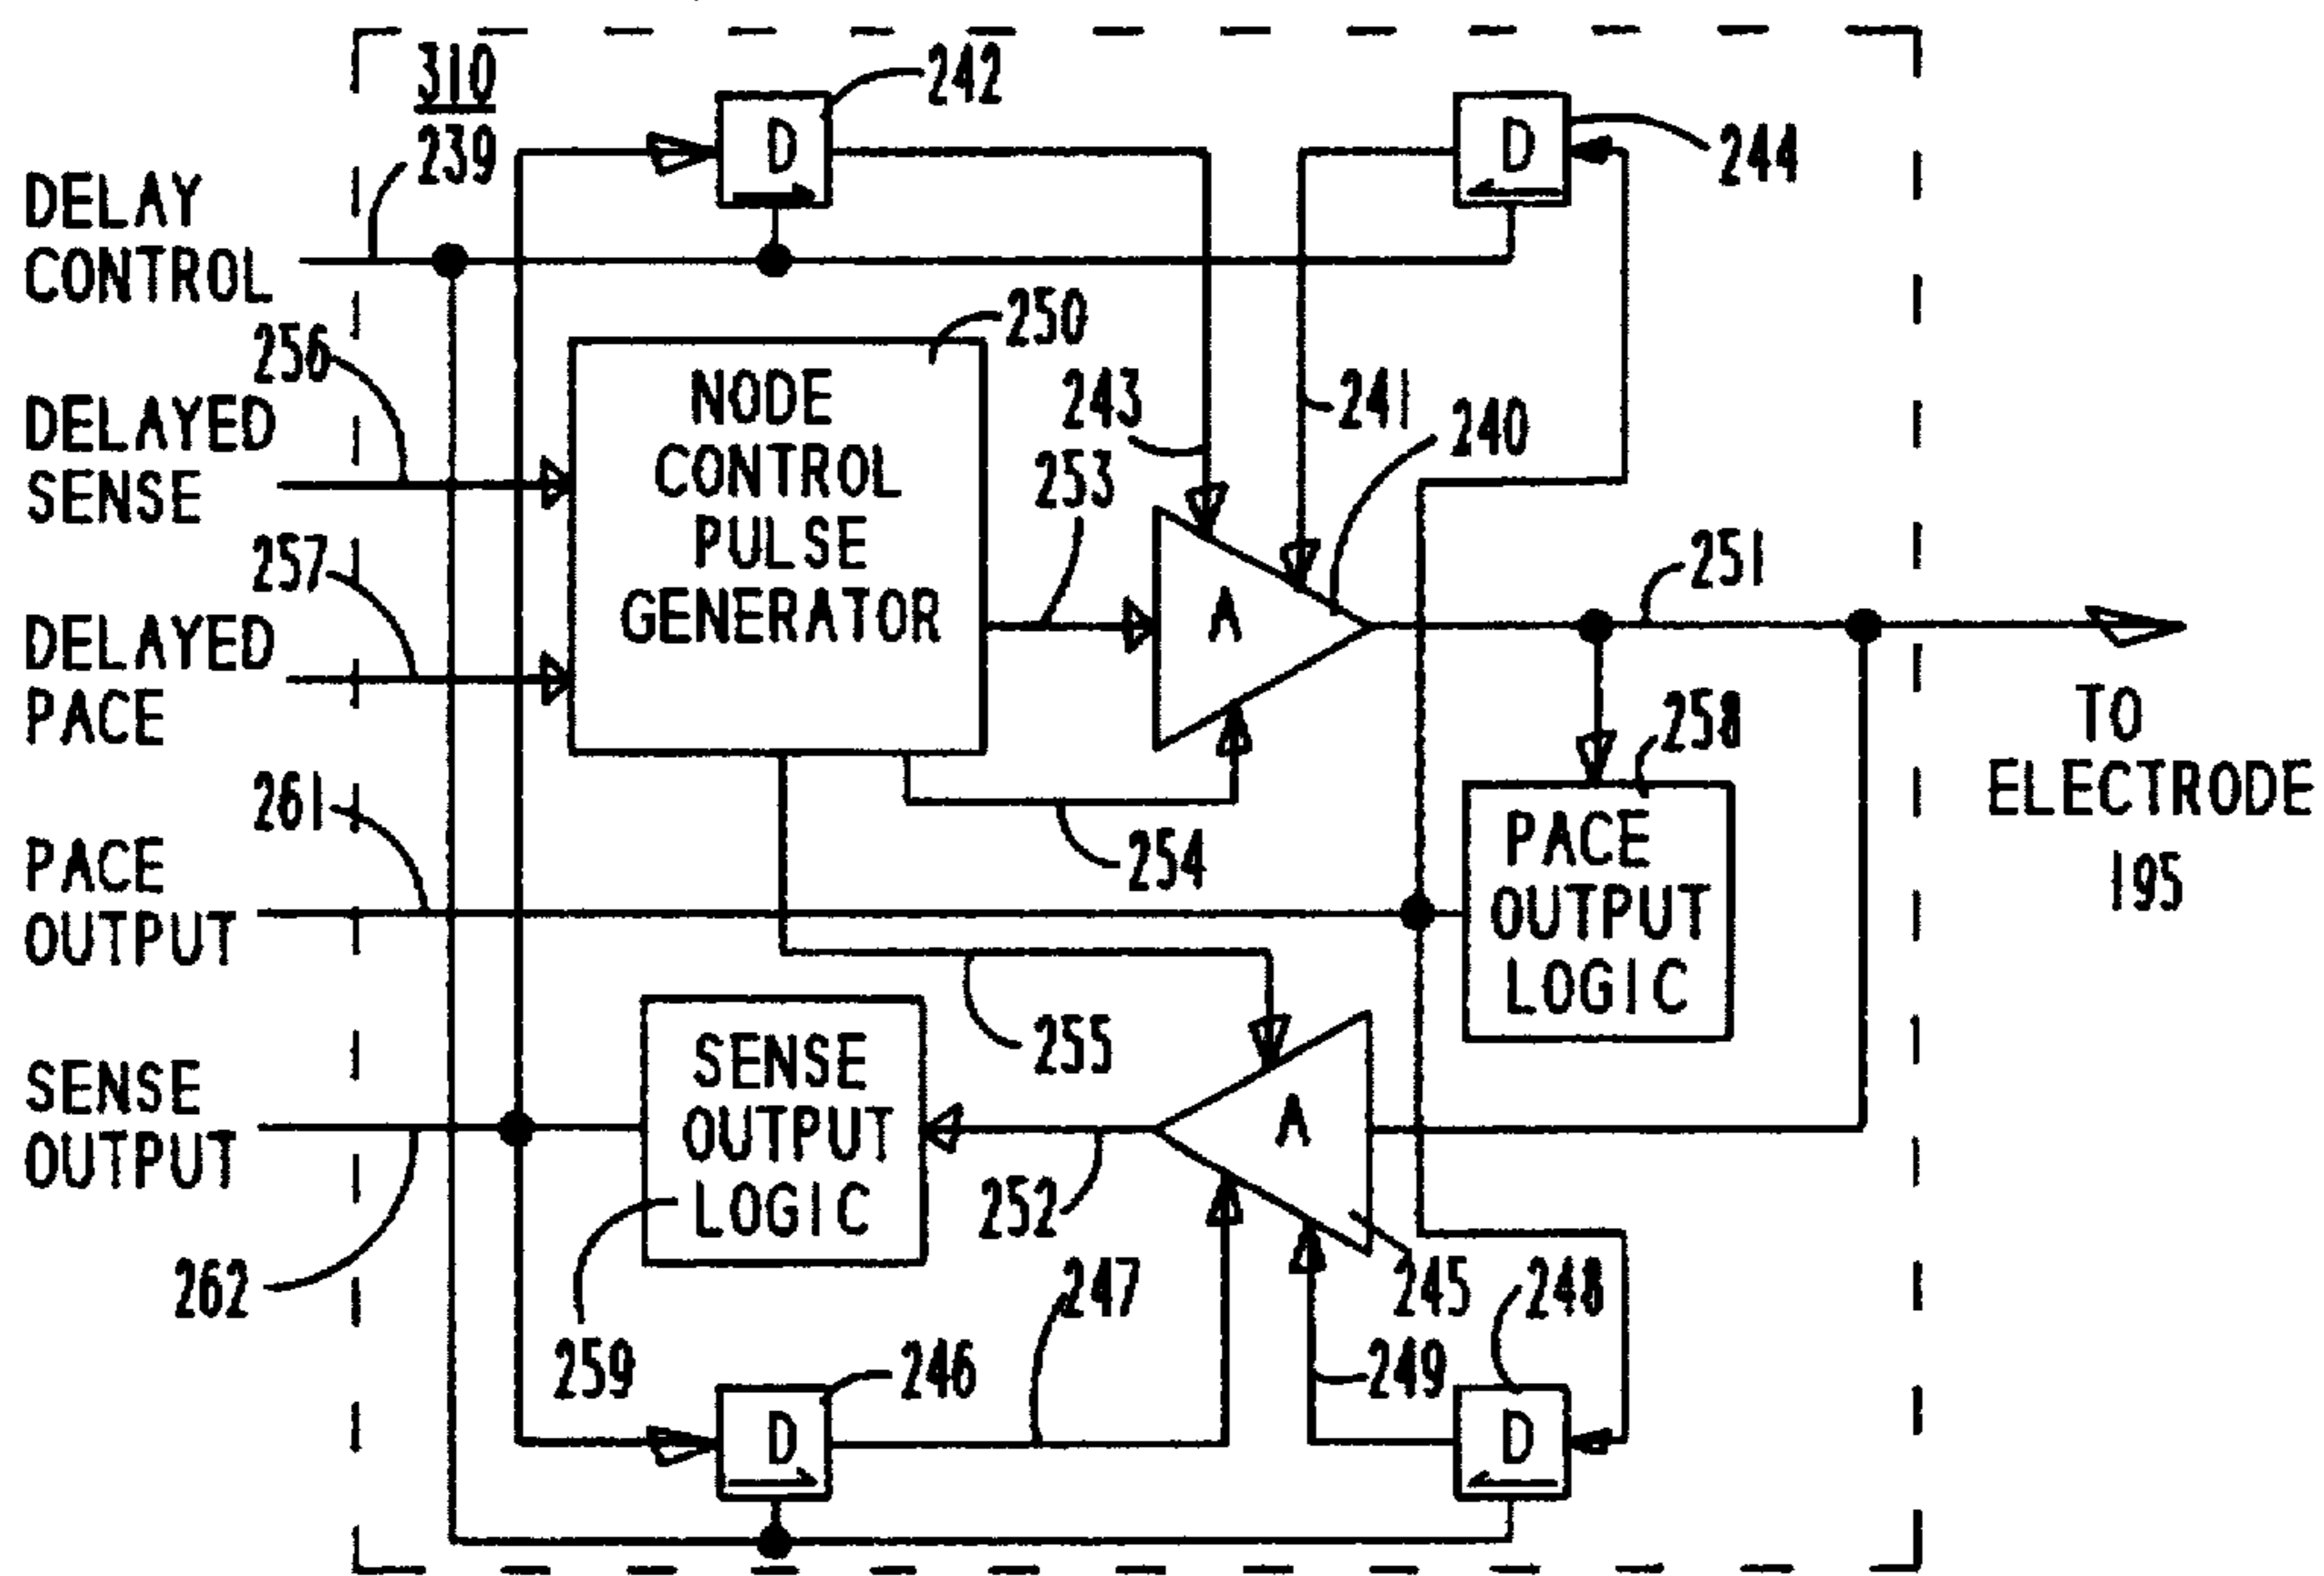 310
239
242
244
DELAY
CONTROL
256
250
DELAYED
SENSE
NODE
CONTROL
PULSE
GENERATOR
243
253
241
240
257
251
DELAYED
PACE
A
258
TO
ELECTRODE
195
261
254
PACE
OUTPUT
PACE
OUTPUT
LOGIC
255
SENSE
OUTPUT
SENSE
OUTPUT
LOGIC
A
252
262
247
245
248
259
246
249
D
D
D
D